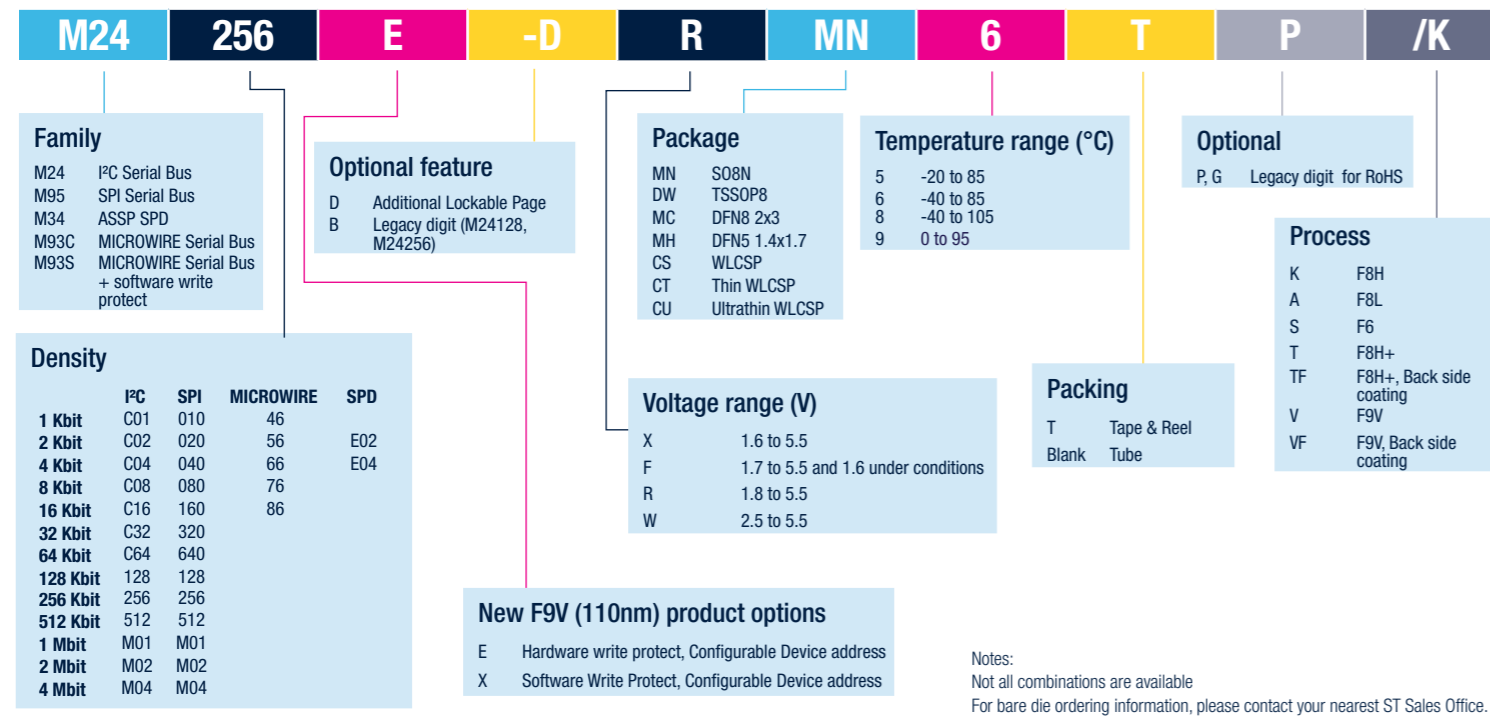 M24 256 E -D R MN 6 T P /K
Family
M24 I²C Serial Bus
M95 SPI Serial Bus
M34 ASSP SPD
M93C MICROWIRE Serial Bus
M93S MICROWIRE Serial Bus
+ software write
protect
Optional feature
D Additional Lockable Page
B Legacy digit (M24128,
M24256)
Package
MN SO8N
DW TSSOP8
MC DFN8 2x3
MH DFN5 1.4x1.7
CS WLCSP
CT Thin WLCSP
CU Ultrathin WLCSP
Temperature range (°C)
5 -20 to 85
6 -40 to 85
8 -40 to 105
9 0 to 95
Optional
P, G Legacy digit for RoHS
Process
K F8H
A F8L
S F6
T F8H+
TF F8H+, Back side
coating
V F9V
VF F9V, Back side
coating
Density
I²C SPI MICROWIRE SPD
1 Kbit C01 010 46
2 Kbit C02 020 56 E02
4 Kbit C04 040 66 E04
8 Kbit C08 080 76
16 Kbit C16 160 86
32 Kbit C32 320
64 Kbit C64 640
128 Kbit 128 128
256 Kbit 256 256
512 Kbit 512 512
1 Mbit M01 M01
2 Mbit M02 M02
4 Mbit M04 M04
Voltage range (V)
X 1.6 to 5.5
F 1.7 to 5.5 and 1.6 under conditions
R 1.8 to 5.5
W 2.5 to 5.5
Packing
T Tape & Reel
Blank Tube
New F9V (110nm) product options
E Hardware write protect, Configurable Device address
X Software Write Protect, Configurable Device address
Notes:
Not all combinations are available
For bare die ordering information, please contact your nearest ST Sales Office.